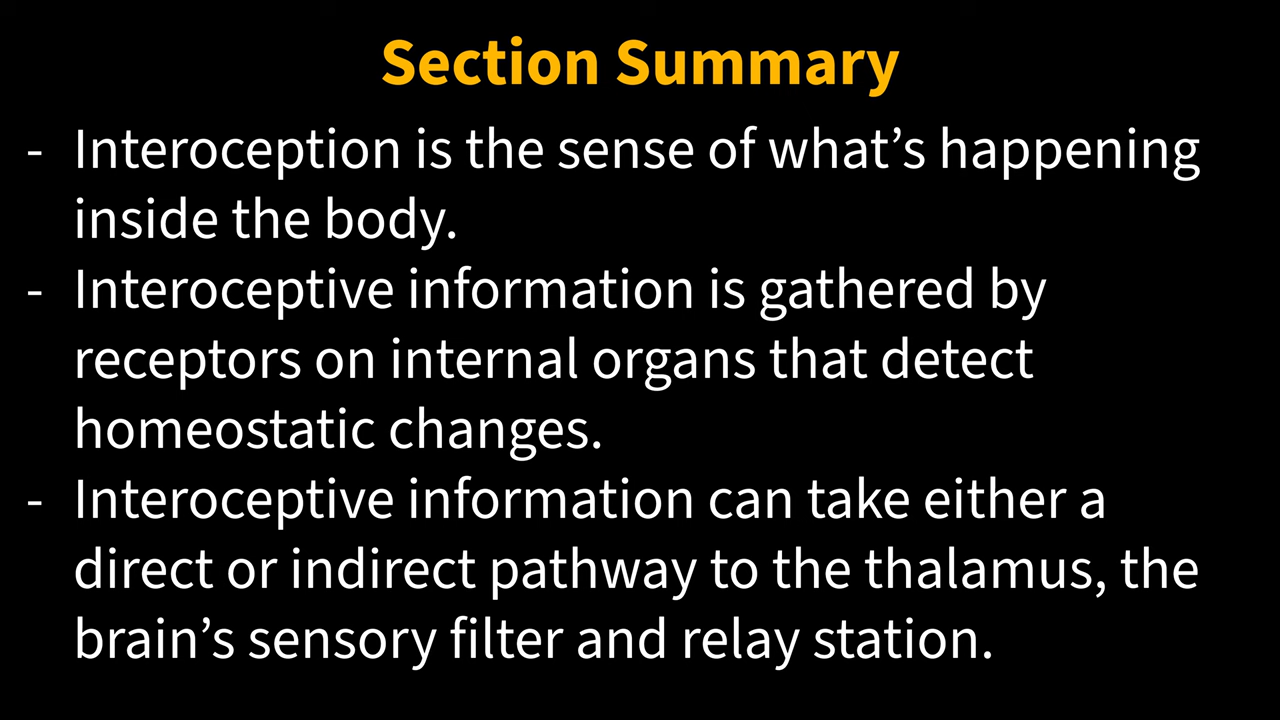 Section Summary
- Interoception is the sense of what’s happening
inside the body.
- Interoceptive information is gathered by
receptors on internal organs that detect
homeostatic changes.
- Interoceptive information can take either a
direct or indirect pathway to the thalamus, the
brain’s sensory filter and relay station.